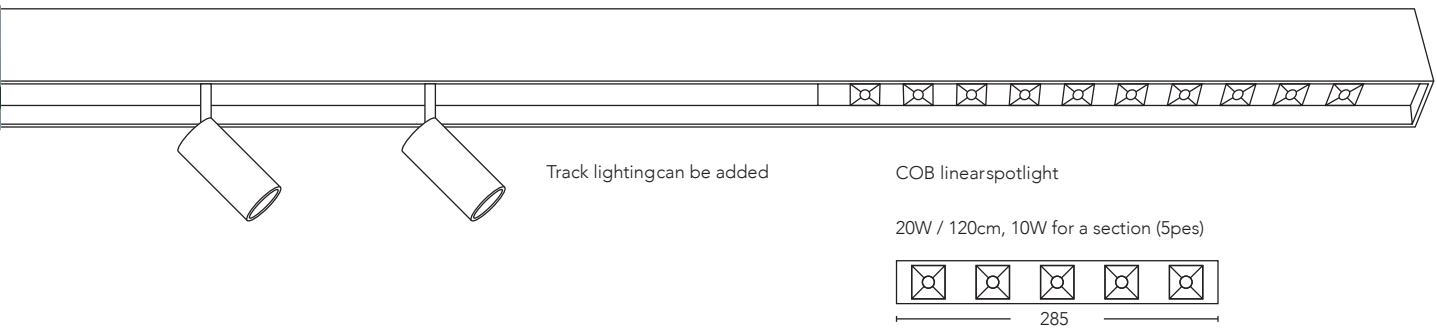 Track lightingcan be added
COB linearspotlight
20W / 120cm, 10W for a section (5pes)
285